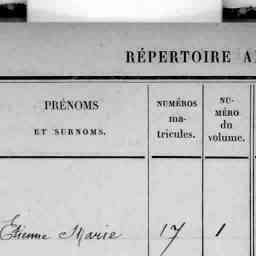 RÉPERTOIRE A
PRÉNOMS
ET SURNOMS.
NUMÉROS
ma-
tricules.
NU-
MÉRO
du
volume.
Etienne Marie 17 1